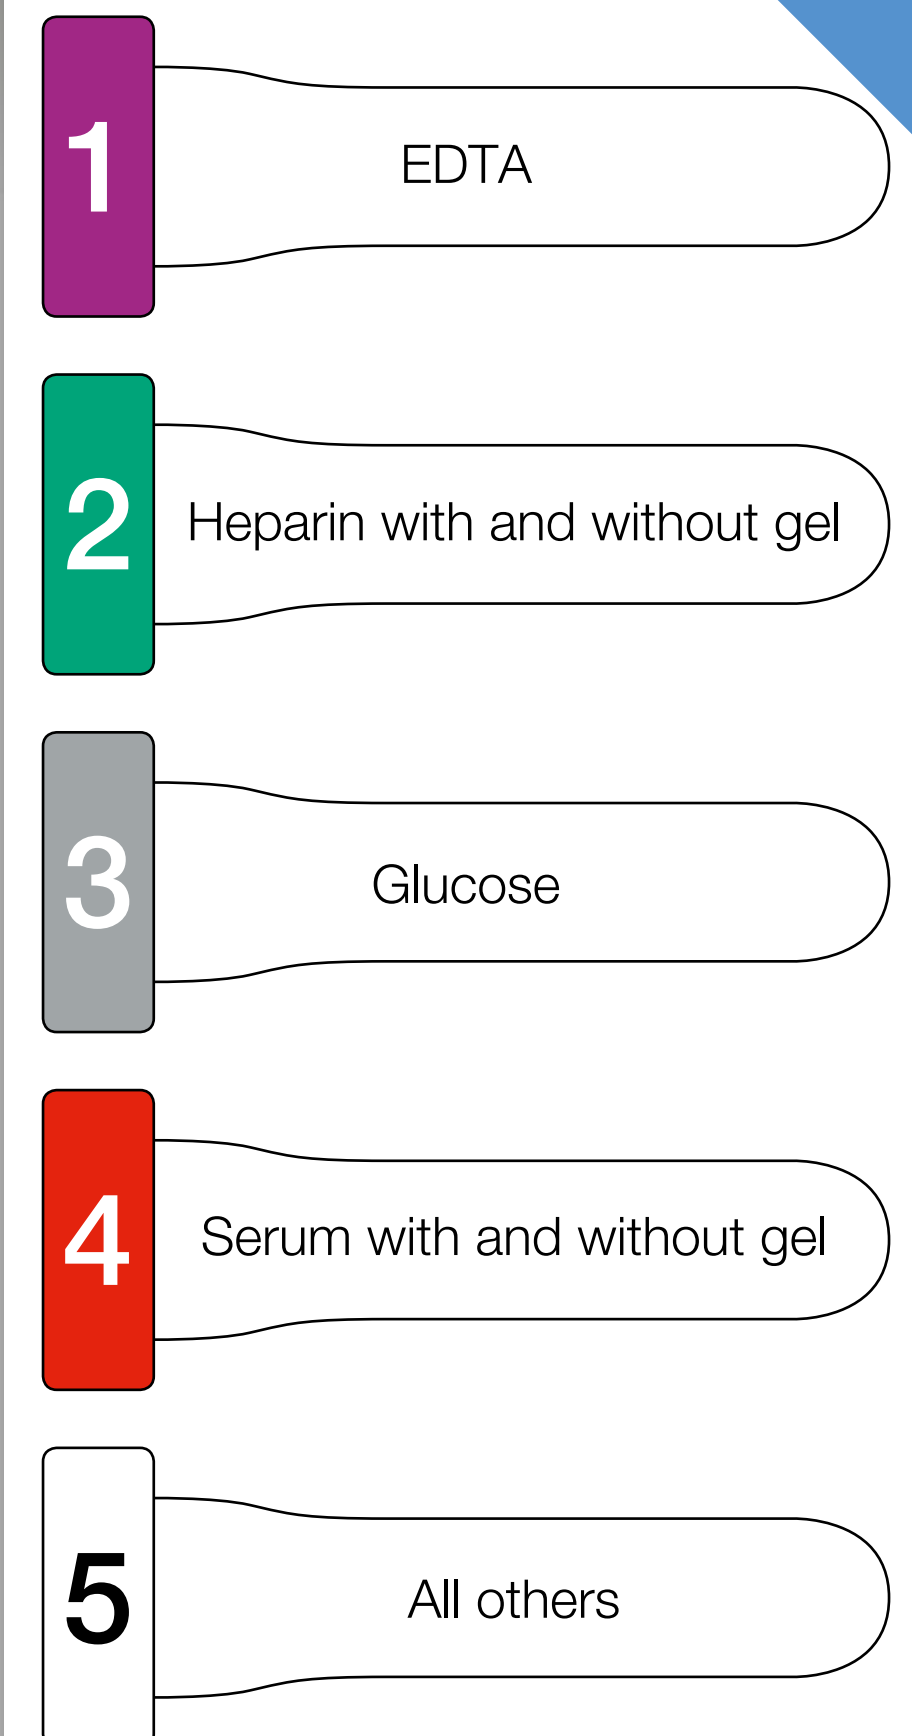 1
EDTA
2
Heparin with and without gel
3
Glucose
4
Serum with and without gel
5
All others